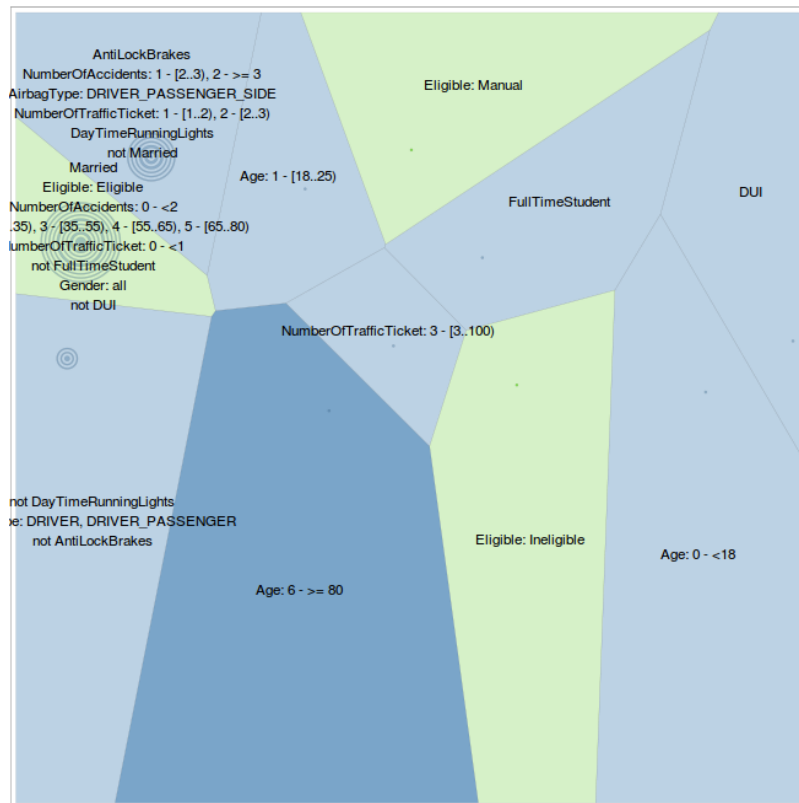 AntiLockBrakes
NumberOfAccidents: 1 - [2..3), 2 - >= 3
AirbagType: DRIVER_PASSENGER_SIDE
NumberOfTrafficTicket: 1 - [1..2), 2 - [2..3)
DayTimeRunningLights
not Married
Married
Eligible: Eligible
NumberOfAccidents: 0 - <2
..35), 3 - [35..55), 4 - [55..65), 5 - [65..80)
NumberOfTrafficTicket: 0 - <1
not FullTimeStudent
Gender: all
not DUI
Age: 1 - [18..25)
Eligible: Manual
FullTimeStudent
DUI
NumberOfTrafficTicket: 3 - [3..100)
not DayTimeRunningLights
pe: DRIVER, DRIVER_PASSENGER
not AntiLockBrakes
Eligible: Ineligible
Age: 0 - <18
Age: 6 - >= 80